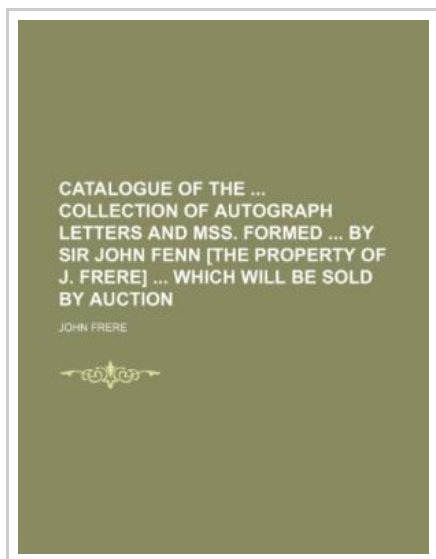 CATALOGUE OF THE ...
COLLECTION OF AUTOGRAPH
LETTERS AND MSS. FORMED ... BY
SIR JOHN FENN [THE PROPERTY OF
J. FRERE] ... WHICH WILL BE SOLD
BY AUCTION
JOHN FRERE